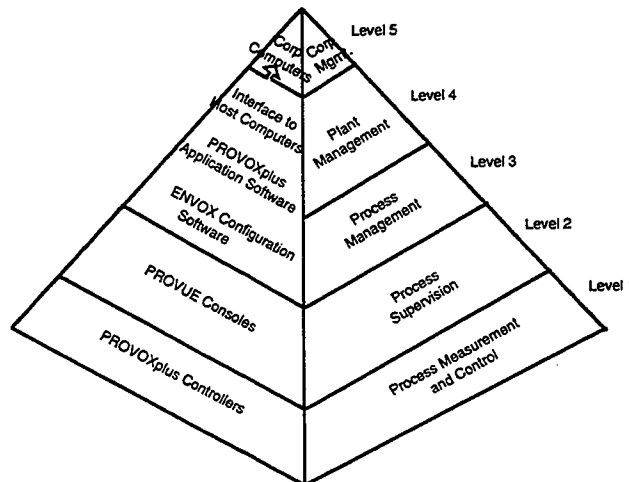 Level 5
Corp
Computers
Corp
Mgmt.
Level 4
Interface to
Host Computers
Plant
Management
Level 3
PROVOXplus
Application Software
ENVOX Configuration
Software
Process
Management
Level 2
PROVUE Consoles
Process
Supervision
Level
PROVOXplus Controllers
Process Measurement
and Control